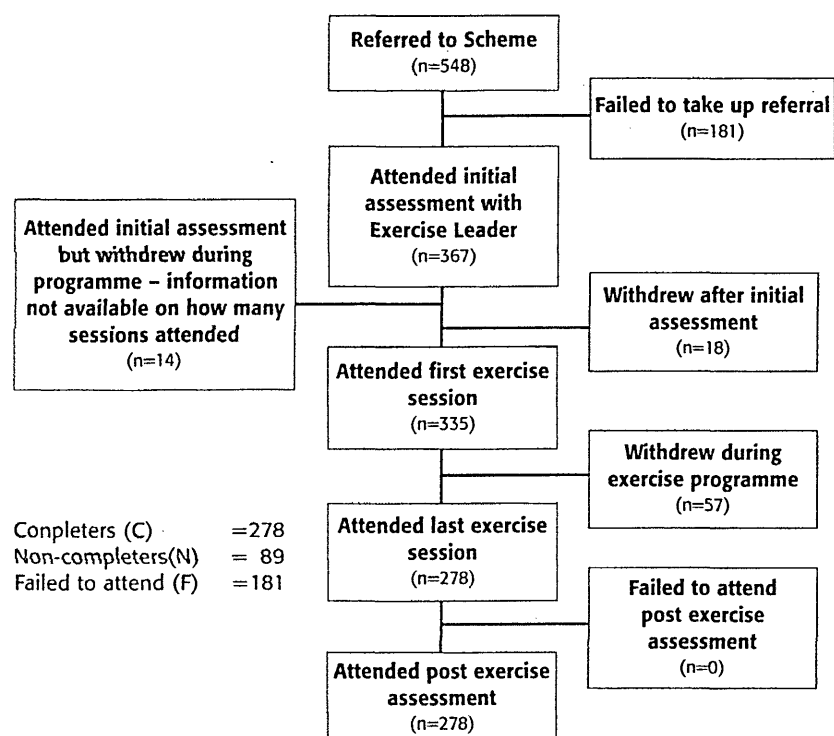 Referred to Scheme
(n=548)
Failed to take up referral
(n=181)
Attended initial
assessment with
Exercise Leader
(n=367)
Attended initial assessment
but withdrew during
programme – information
not available on how many
sessions attended
(n=14)
Withdrew after initial
assessment
(n=18)
Attended first exercise
session
(n=335)
Withdrew during
exercise programme
(n=57)
Attended last exercise
session
(n=278)
Conpleters (C) =278
Non-completers(N) = 89
Failed to attend (F) =181
Failed to attend
post exercise
assessment
(n=0)
Attended post exercise
assessment
(n=278)